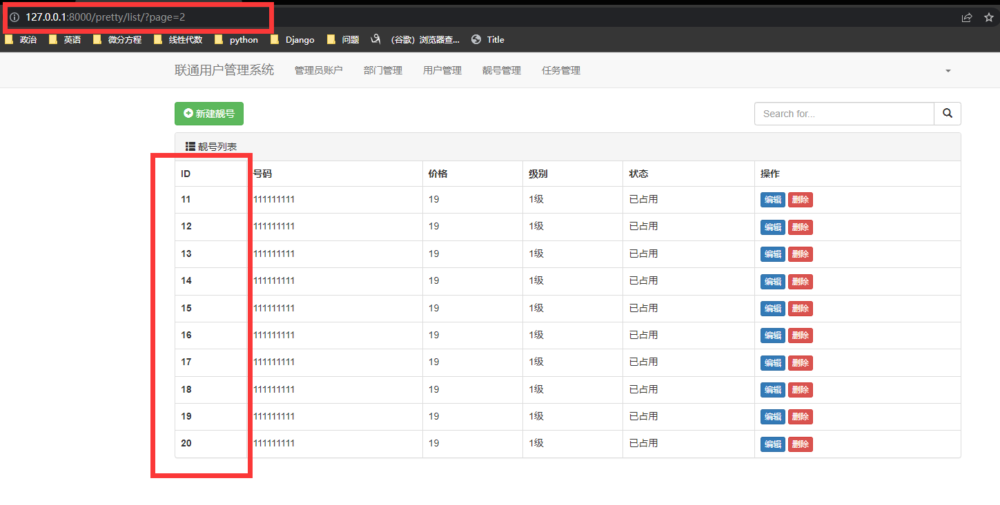 127.0.0.1:8000/pretty/list/?page=2
政治 英语 微分方程 线性代数 python Django 问题 (谷歌) 浏览器查... Title
联通用户管理系统 管理员账户 部门管理 用户管理 靓号管理 任务管理
新建靓号 Search for...
靓号列表
ID 号码 价格 级别 状态 操作
11 111111111 19 1级 已占用 编辑 删除
12 111111111 19 1级 已占用 编辑 删除
13 111111111 19 1级 已占用 编辑 删除
14 111111111 19 1级 已占用 编辑 删除
15 111111111 19 1级 已占用 编辑 删除
16 111111111 19 1级 已占用 编辑 删除
17 111111111 19 1级 已占用 编辑 删除
18 111111111 19 1级 已占用 编辑 删除
19 111111111 19 1级 已占用 编辑 删除
20 111111111 19 1级 已占用 编辑 删除